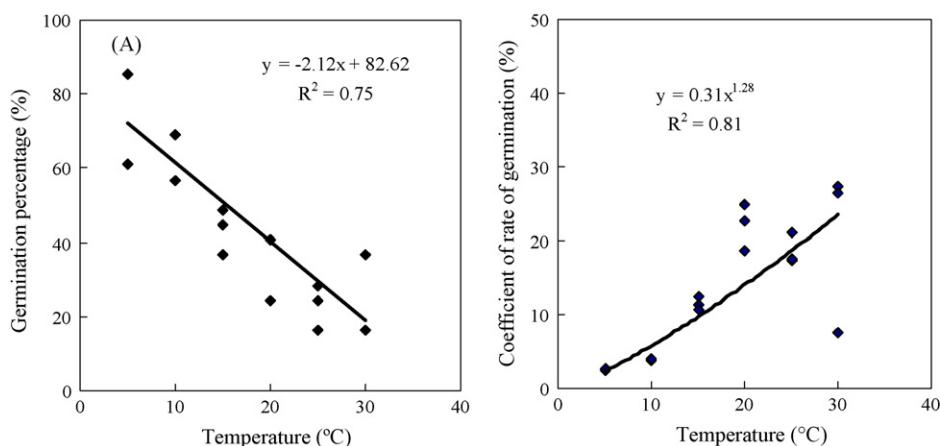 100
80
60
40
20
0
0 10 20 30 40
(A)
y = -2.12x + 82.62
R² = 0.75
Germination percentage (%)
Temperature (ºC)
50
40
30
20
10
0
0 10 20 30 40
y = 0.31x^1.28
R² = 0.81
Coefficient of rate of germination (%)
Temperature (°C)